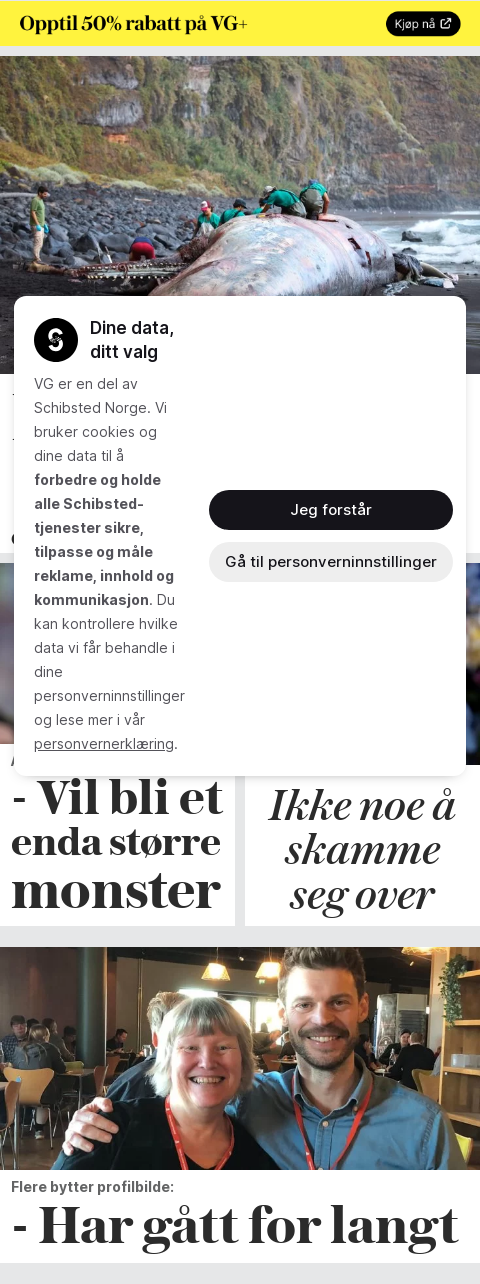 Opptil 50% rabatt på VG+
Kjøp nå
Dine data,
ditt valg
VG er en del av
Schibsted Norge. Vi
bruker cookies og
dine data til å
forbedre og holde
alle Schibsted-
tjenester sikre,
tilpasse og måle
reklame, innhold og
kommunikasjon. Du
kan kontrollere hvilke
data vi får behandle i
dine
personverninnstillinger
og lese mer i vår
personvernerklæring.
Jeg forstår
Gå til personverninnstillinger
- Vil bli et
enda større
monster
Ikke noe å
skamme
seg over
Flere bytter profilbilde:
- Har gått for langt